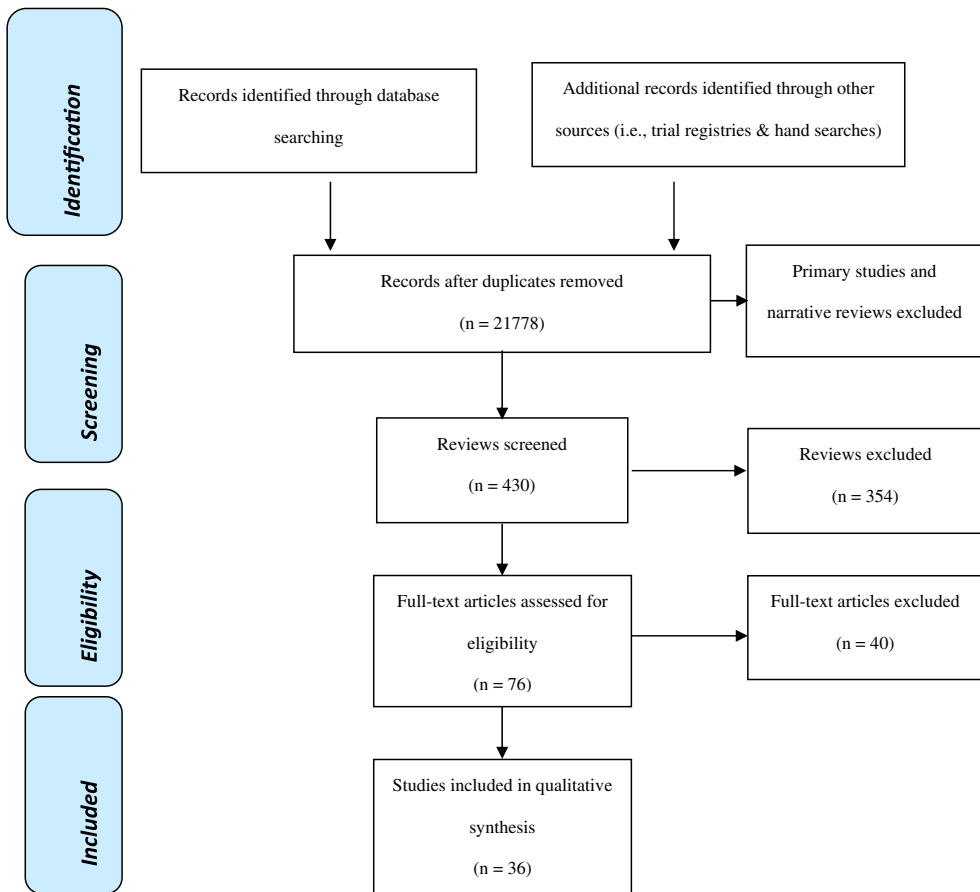 Identification
Records identified through database
searching
Additional records identified through other
sources (i.e., trial registries & hand searches)
Screening
Records after duplicates removed
(n = 21778)
Primary studies and
narrative reviews excluded
Reviews screened
(n = 430)
Reviews excluded
(n = 354)
Eligibility
Full-text articles assessed for
eligibility
(n = 76)
Full-text articles excluded
(n = 40)
Included
Studies included in qualitative
synthesis
(n = 36)